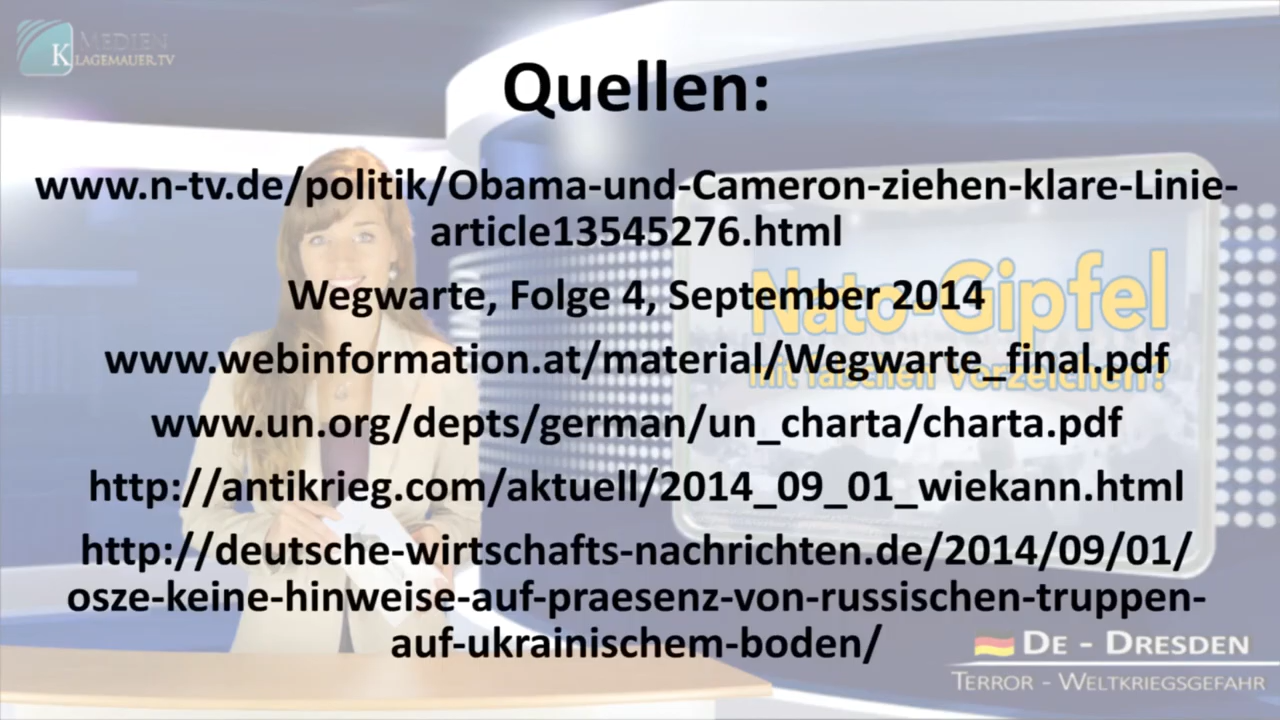 MEDIEN
KLAGEMAUER.TV
Quellen:
www.n-tv.de/politik/Obama-und-Cameron-ziehen-klare-Linie-
article13545276.html
Wegwarte, Folge 4, September 2014
www.webinformation.at/material/Wegwarte_final.pdf
www.un.org/depts/german/un_charta/charta.pdf
http://antikrieg.com/aktuell/2014_09_01_wiekann.html
http://deutsche-wirtschafts-nachrichten.de/2014/09/01/
osze-keine-hinweise-auf-praesenz-von-russischen-truppen-
auf-ukrainischem-boden/
Nato-Gipfel
mit falschen Vorzeichen?
DE - DRESDEN
TERROR - WELTKRIEGSGEFAHR